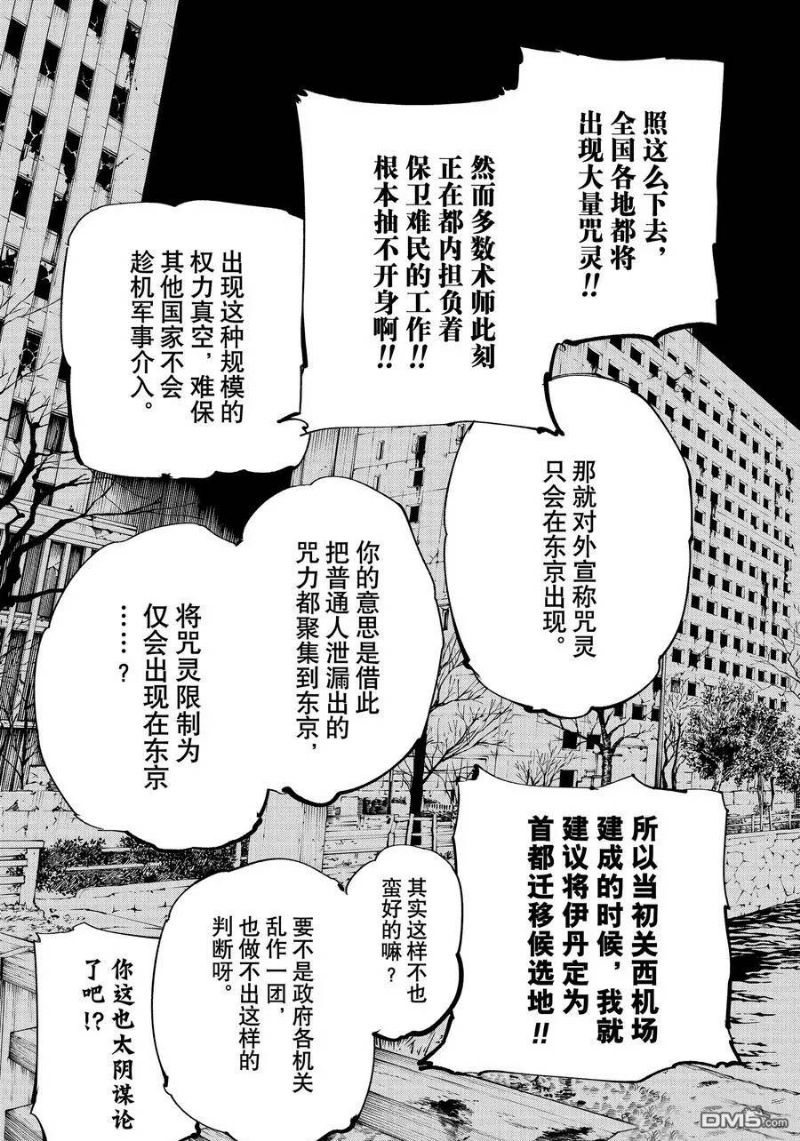 照这么下去，
全国各地都将
出现大量咒灵!!
然而多数术师此刻
正在都内担负着
保卫难民的工作!!
根本抽不开身啊!!
出现这种规模的
权力真空，难保
其他国家不会
趁机军事介入。
那就对外宣称咒灵
只会在东京出现。
你的意思是借此
把普通人泄漏出的
咒力都聚集到东京，
将咒灵限制为
仅会出现在东京
……？
所以当初关西机场
建成的时候，我就
建议将伊丹定为
首都迁移候选地!!
其实这样不也
蛮好的嘛？
要不是政府各机关
乱作一团，
也做不出这样的
判断呀。
你这也太阴谋论
了吧!?
DM5.com